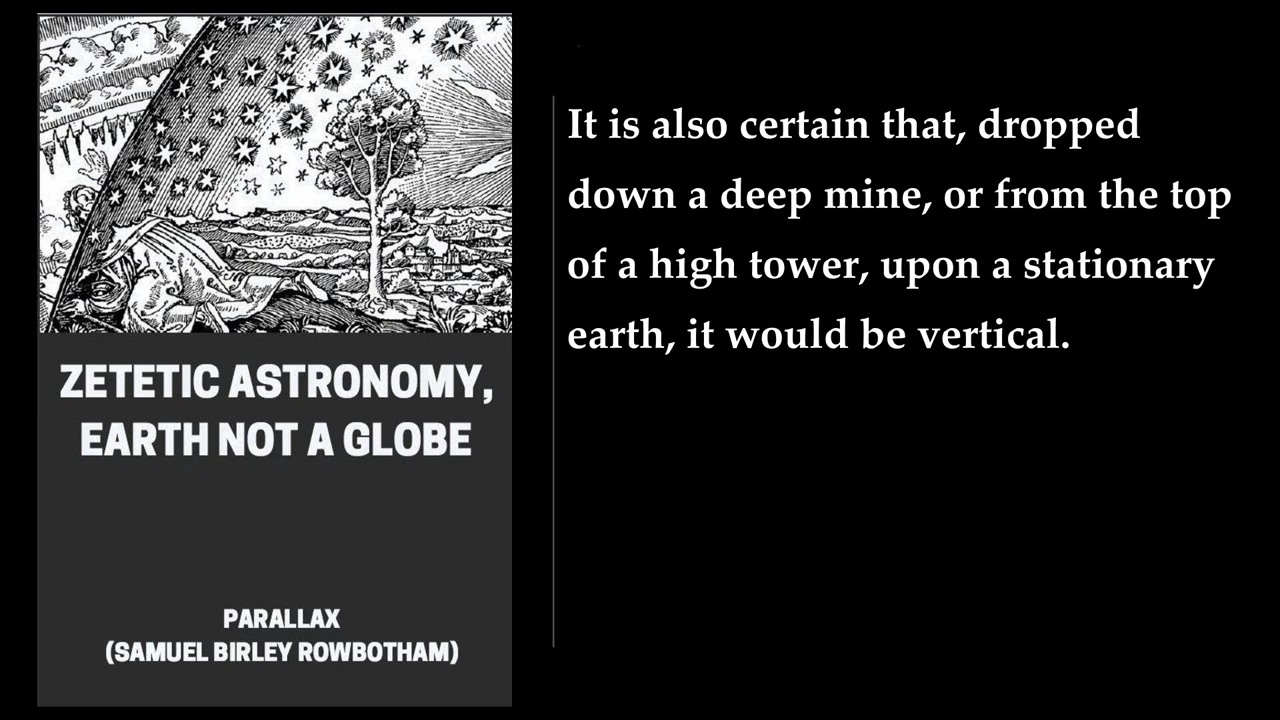 ZETETIC ASTRONOMY,
EARTH NOT A GLOBE
PARALLAX
(SAMUEL BIRLEY ROWBOTHAM)
It is also certain that, dropped
down a deep mine, or from the top
of a high tower, upon a stationary
earth, it would be vertical.